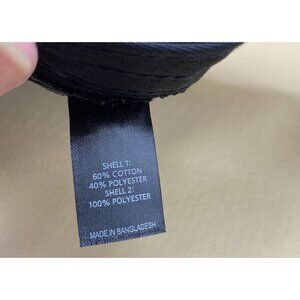 SHELL 1:
60% COTTON
40% POLYESTER
SHELL 2:
100% POLYESTER
MADE IN BANGLADESH